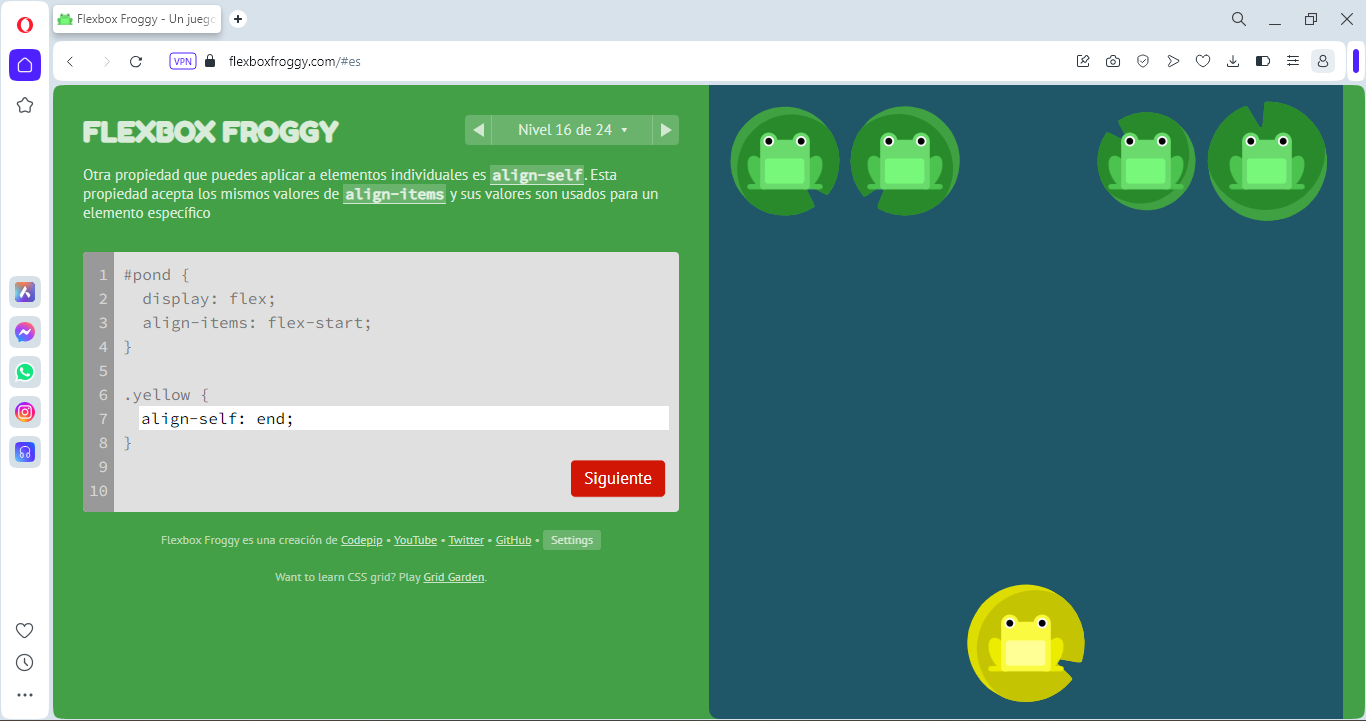 Flexbox Froggy - Un juego
VPN
flexboxfroggy.com/#es
FLEXBOX FROGGY
Nivel 16 de 24
Otra propiedad que puedes aplicar a elementos individuales es align-self. Esta
propiedad acepta los mismos valores de align-items y sus valores son usados para un
elemento específico
1 #pond {
2 display: flex;
3 align-items: flex-start;
4 }
5
6 .yellow {
7 align-self: end;
8 }
9
10
Siguiente
Flexbox Froggy es una creación de Codepip • YouTube • Twitter • GitHub • Settings
Want to learn CSS grid? Play Grid Garden.